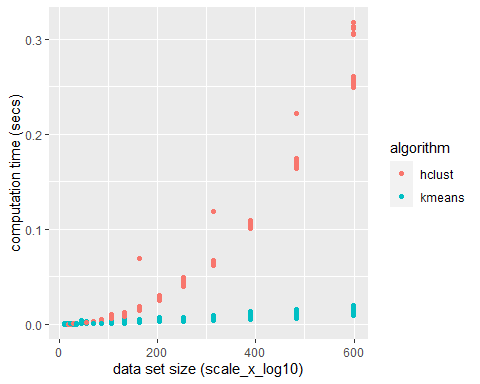 computation time (secs)
0.3
0.2
0.1
0.0
0
200
400
600
data set size (scale_x_log10)
algorithm
hclust
kmeans